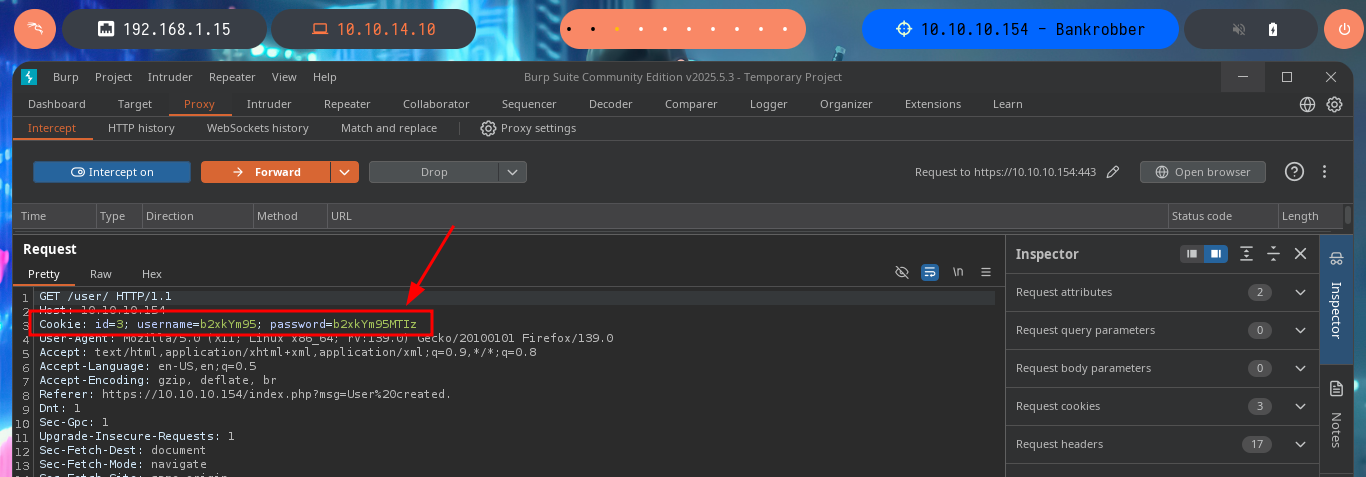 192.168.1.15 10.10.14.10 10.10.10.154 - Bankrobber
Burp Project Intruder Repeater View Help Burp Suite Community Edition v2025.5.3 - Temporary Project
Dashboard Target Proxy Intruder Repeater Collaborator Sequencer Decoder Comparer Logger Organizer Extensions Learn
Intercept HTTP history WebSockets history Match and replace Proxy settings
Intercept on Forward Drop Request to https://10.10.10.154:443 Open browser
Time Type Direction Method URL Status code Length
Request
Pretty Raw Hex \n
1 GET /user/ HTTP/1.1
2 Host: 10.10.10.154
3 Cookie: id=3; username=b2xkYm95; password=b2xkYm95MTIz
4 User-Agent: Mozilla/5.0 (X11; Linux x86_64; rv:139.0) Gecko/20100101 Firefox/139.0
5 Accept: text/html,application/xhtml+xml,application/xml;q=0.9,*/*;q=0.8
6 Accept-Language: en-US,en;q=0.5
7 Accept-Encoding: gzip, deflate, br
8 Referer: https://10.10.10.154/index.php?msg=User%20created.
9 Dnt: 1
10 Sec-Gpc: 1
11 Upgrade-Insecure-Requests: 1
12 Sec-Fetch-Dest: document
13 Sec-Fetch-Mode: navigate
Inspector
Request attributes 2
Request query parameters 0
Request body parameters 0
Request cookies 3
Request headers 17
Inspector
Notes